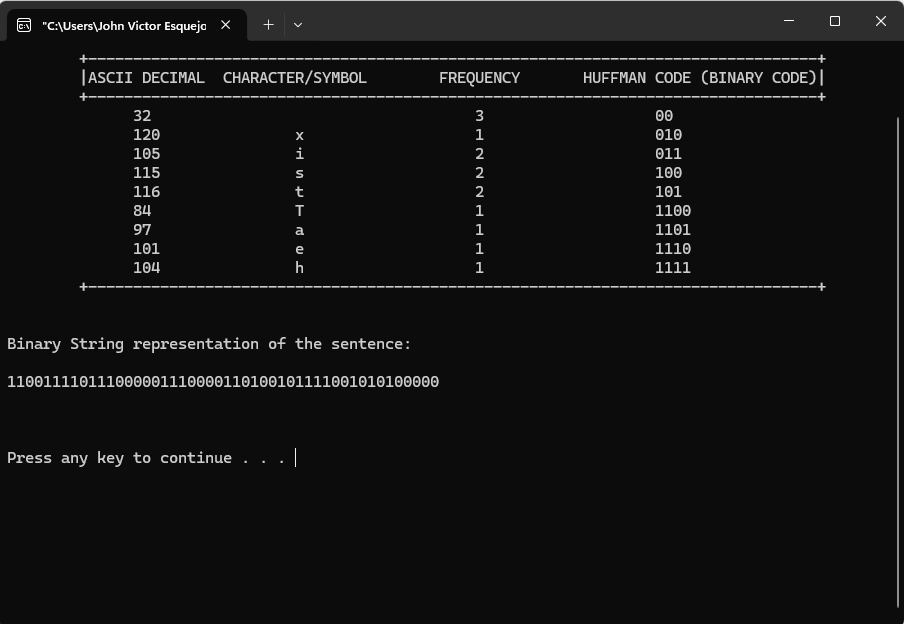 "C:\Users\John Victor Esquejo
+---------------------------------------------------------------------------------+
|ASCII DECIMAL  CHARACTER/SYMBOL        FREQUENCY       HUFFMAN CODE (BINARY CODE)|
+---------------------------------------------------------------------------------+
32 3 00
120 x 1 010
105 i 2 011
115 s 2 100
116 t 2 101
84 T 1 1100
97 a 1 1101
101 e 1 1110
104 h 1 1111
+---------------------------------------------------------------------------------+
Binary String representation of the sentence:
110011110111000001110000110100101111001010100000
Press any key to continue . . .